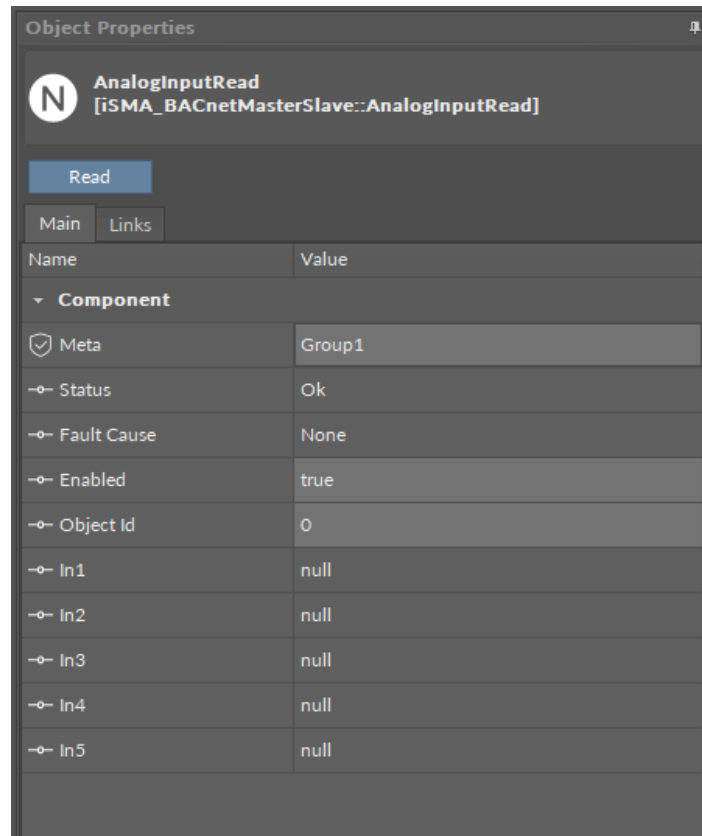 Object Properties
N
AnalogInputRead
[iSMA_BACnetMasterSlave::AnalogInputRead]
Read
Main Links
Name Value
Component
Meta Group1
Status Ok
Fault Cause None
Enabled true
Object Id 0
In1 null
In2 null
In3 null
In4 null
In5 null